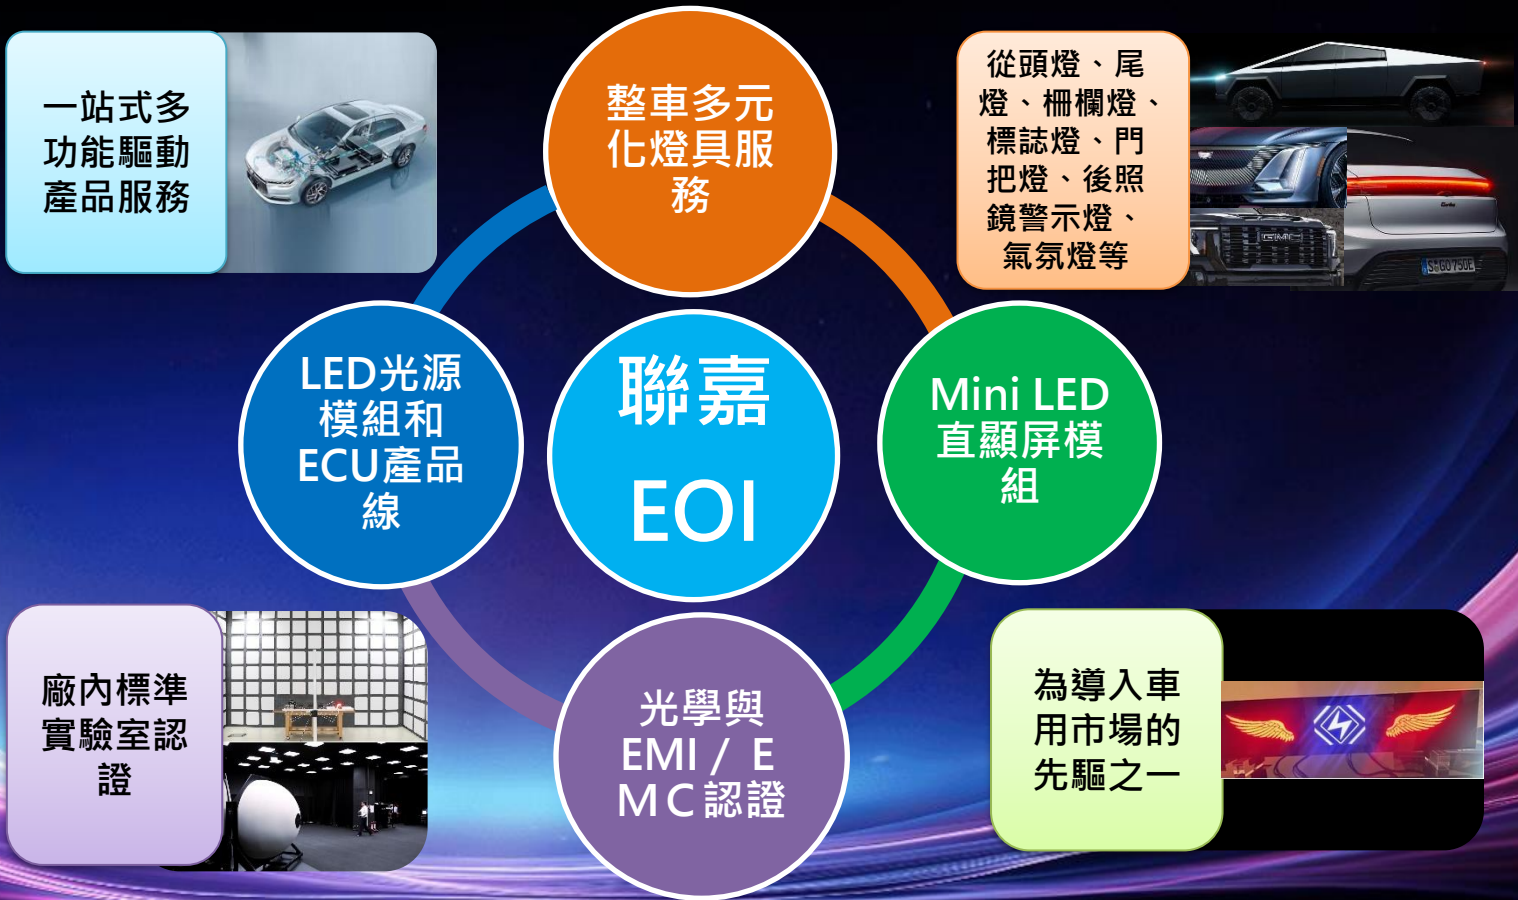 一站式多
功能驅動
產品服務
整車多元
化燈具服
務
從頭燈、尾
燈、柵欄燈、
標誌燈、門
把燈、後照
鏡警示燈、
氣氛燈等
GMC
Turbo
S·GO 750E
LED光源
模組和
ECU產品
線
聯嘉
EOI
Mini LED
直顯屏模
組
廠內標準
實驗室認
證
光學與
EMI / E
MC認證
為導入車
用市場的
先驅之一